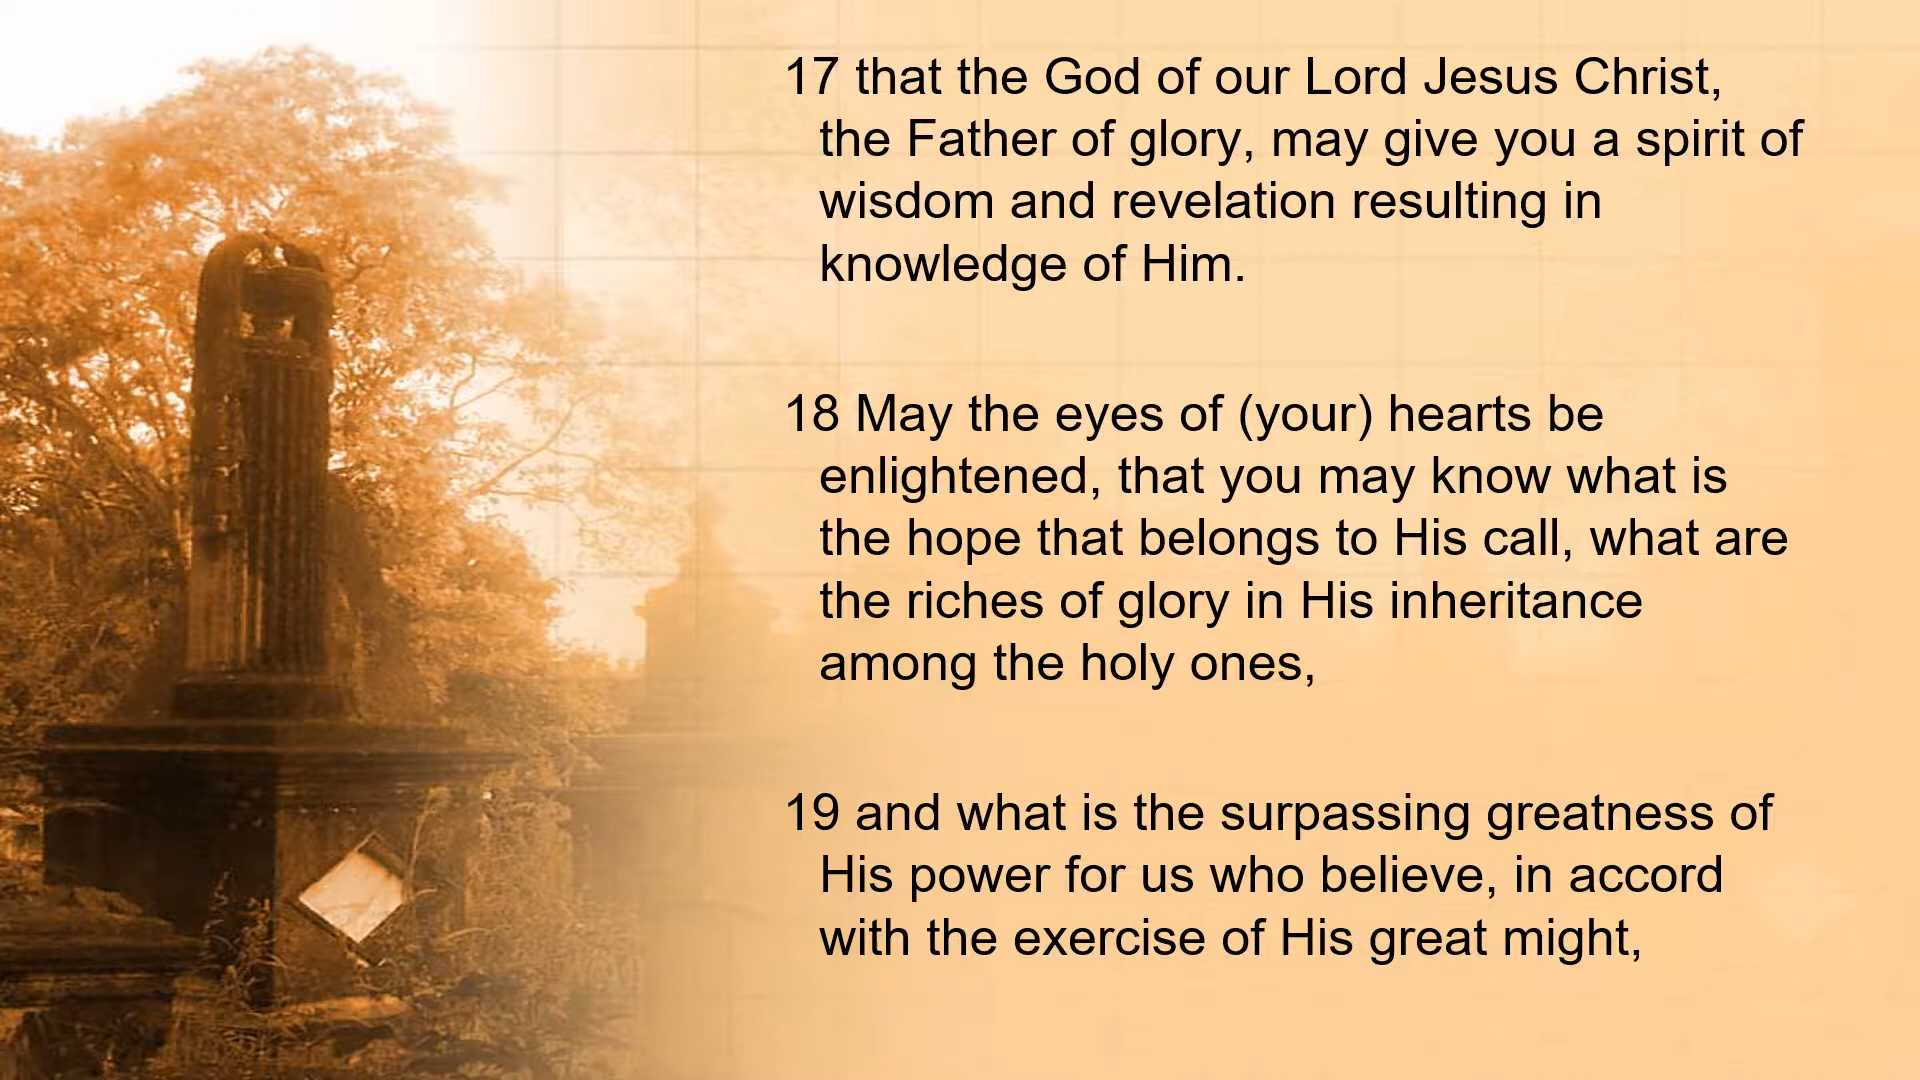 17 that the God of our Lord Jesus Christ,
the Father of glory, may give you a spirit of
wisdom and revelation resulting in
knowledge of Him.
18 May the eyes of (your) hearts be
enlightened, that you may know what is
the hope that belongs to His call, what are
the riches of glory in His inheritance
among the holy ones,
19 and what is the surpassing greatness of
His power for us who believe, in accord
with the exercise of His great might,